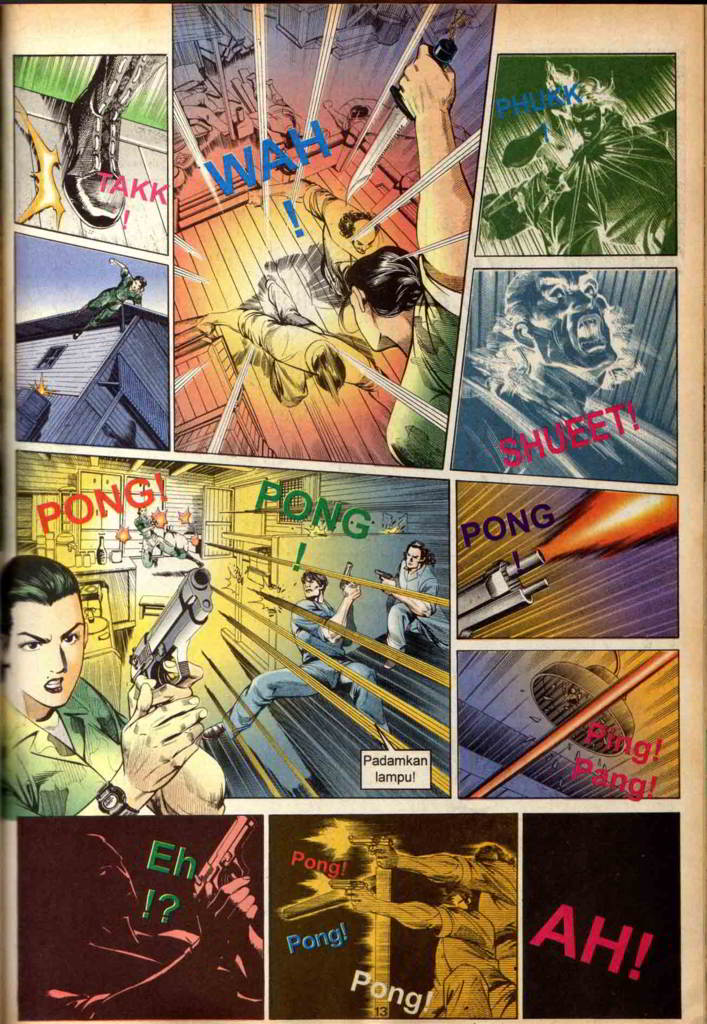 TAKK
!
WAH
!
PHUKK
!
SHUEET!
PONG!
PONG
!
Padamkan
lampu!
PONG
!
Ping!
Pang!
Eh
!?
Pong!
Pong!
Pong!
13
AH!